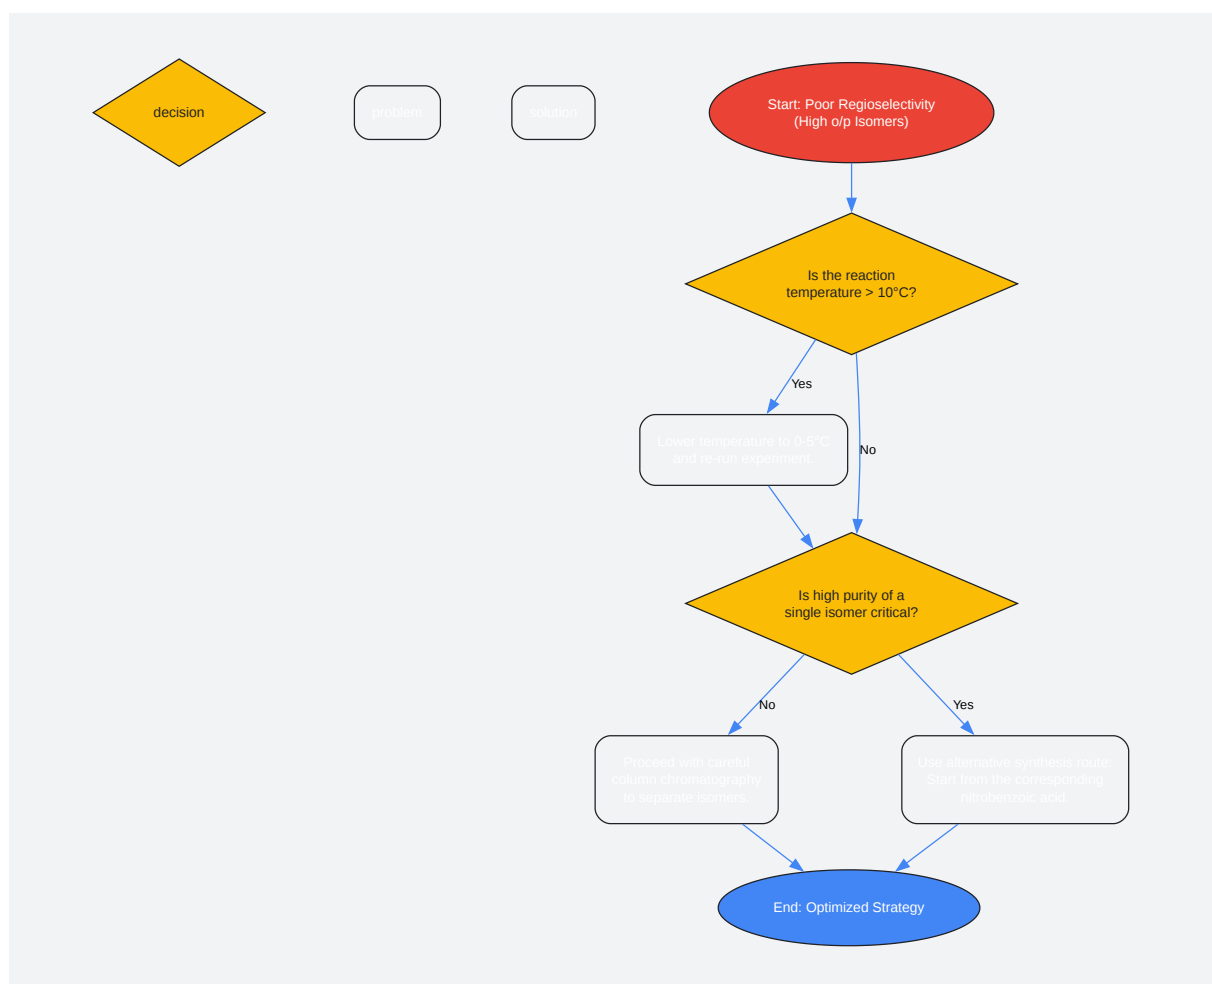 decision
problem
solution
Start: Poor Regioselectivity
(High o/p Isomers)
Is the reaction
temperature > 10°C?
Yes
Lower temperature to 0-5°C
and re-run experiment.
No
Is high purity of a
single isomer critical?
No
Yes
Proceed with careful
column chromatography
to separate isomers.
Use alternative synthesis route:
Start from the corresponding
nitrobenzoic acid.
End: Optimized Strategy